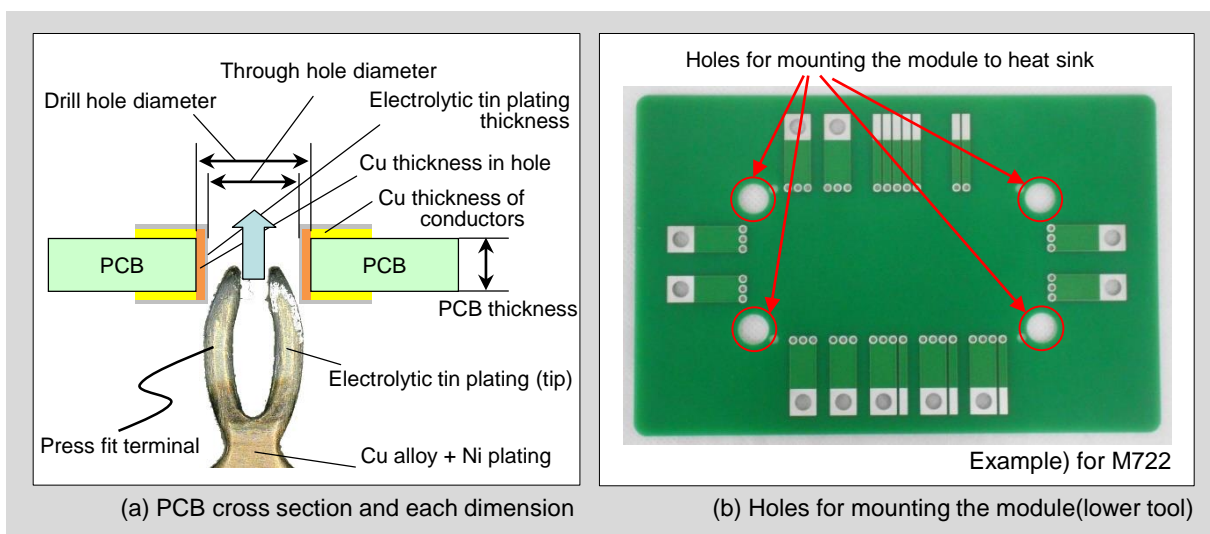 Through hole diameter
Drill hole diameter
Electrolytic tin plating
thickness
Cu thickness in hole
Cu thickness of
conductors
PCB
PCB
PCB thickness
Electrolytic tin plating (tip)
Press fit terminal
Cu alloy + Ni plating
(a) PCB cross section and each dimension
Holes for mounting the module to heat sink
Example) for M722
(b) Holes for mounting the module(lower tool)